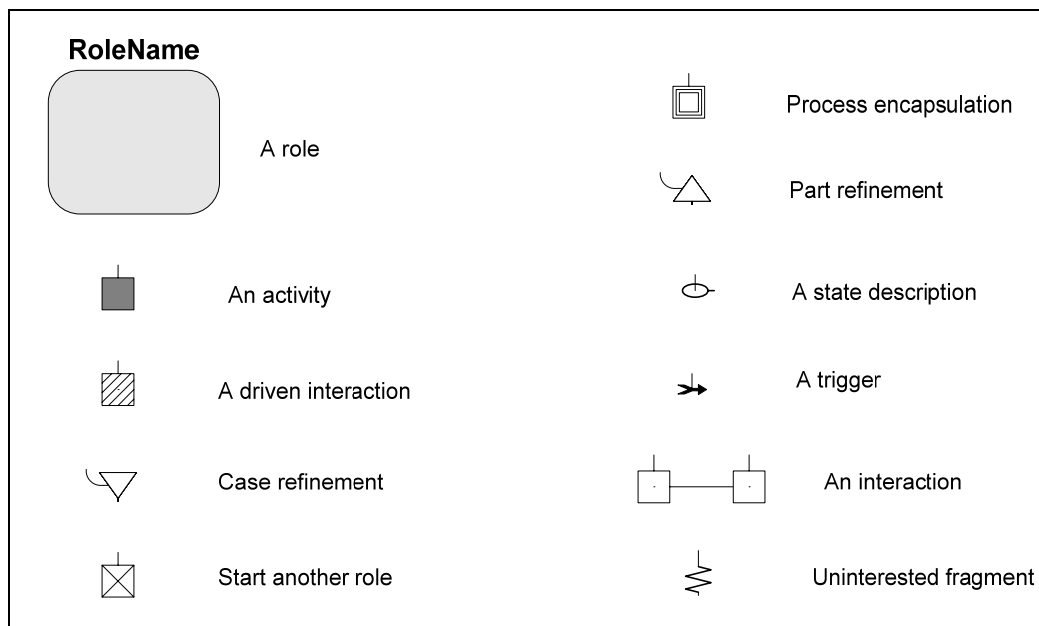 RoleName
A role
An activity
A driven interaction
Case refinement
Start another role
Process encapsulation
Part refinement
A state description
A trigger
An interaction
Uninterested fragment